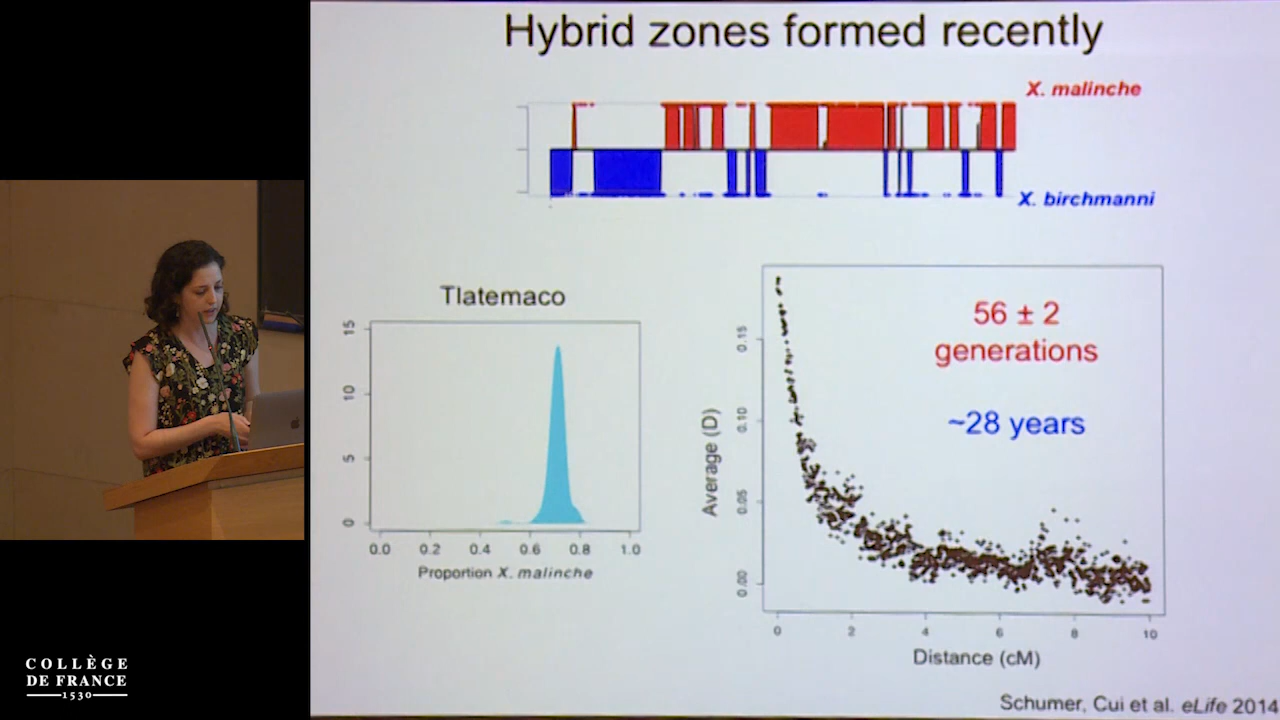 Hybrid zones formed recently
X. malinche
X. birchmanni
Tlatemaco
15
10
5
0
0.0 0.2 0.4 0.6 0.8 1.0
Proportion X. malinche
56 ± 2
generations
~28 years
0.15
0.10
0.05
0.00
Average (D)
0 2 4 6 8 10
Distance (cM)
Schumer, Cui et al. eLife 2014
COLLÈGE
DE FRANCE
1530